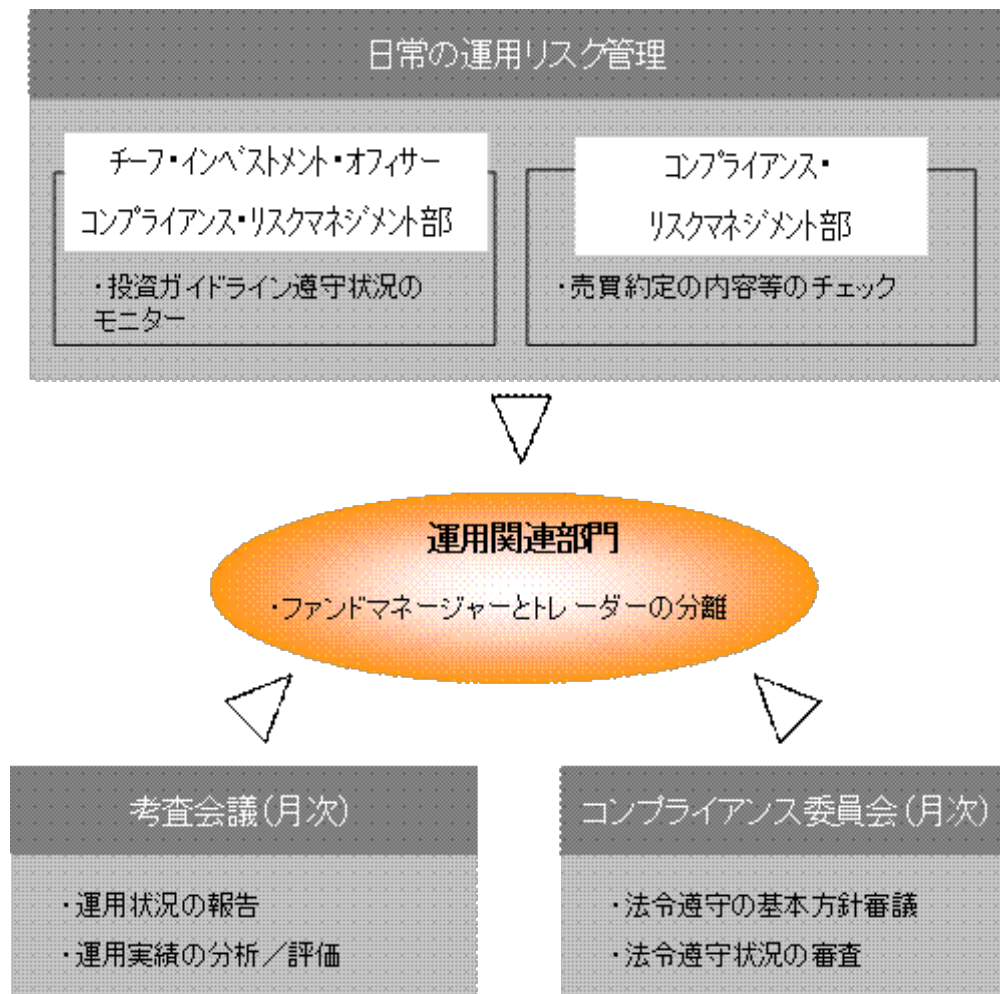 日常の運用リスク管理
チーフ・インベストメント・オフィサー
コンプライアンス・リスクマネジメント部
・投資ガイドライン遵守状況の
モニター
コンプライアンス・
リスクマネジメント部
・売買約定の内容等のチェック
運用関連部門
・ファンドマネージャーとトレーダーの分離
考査会議(月次)
・運用状況の報告
・運用実績の分析／評価
コンプライアンス委員会(月次)
・法令遵守の基本方針審議
・法令遵守状況の審査